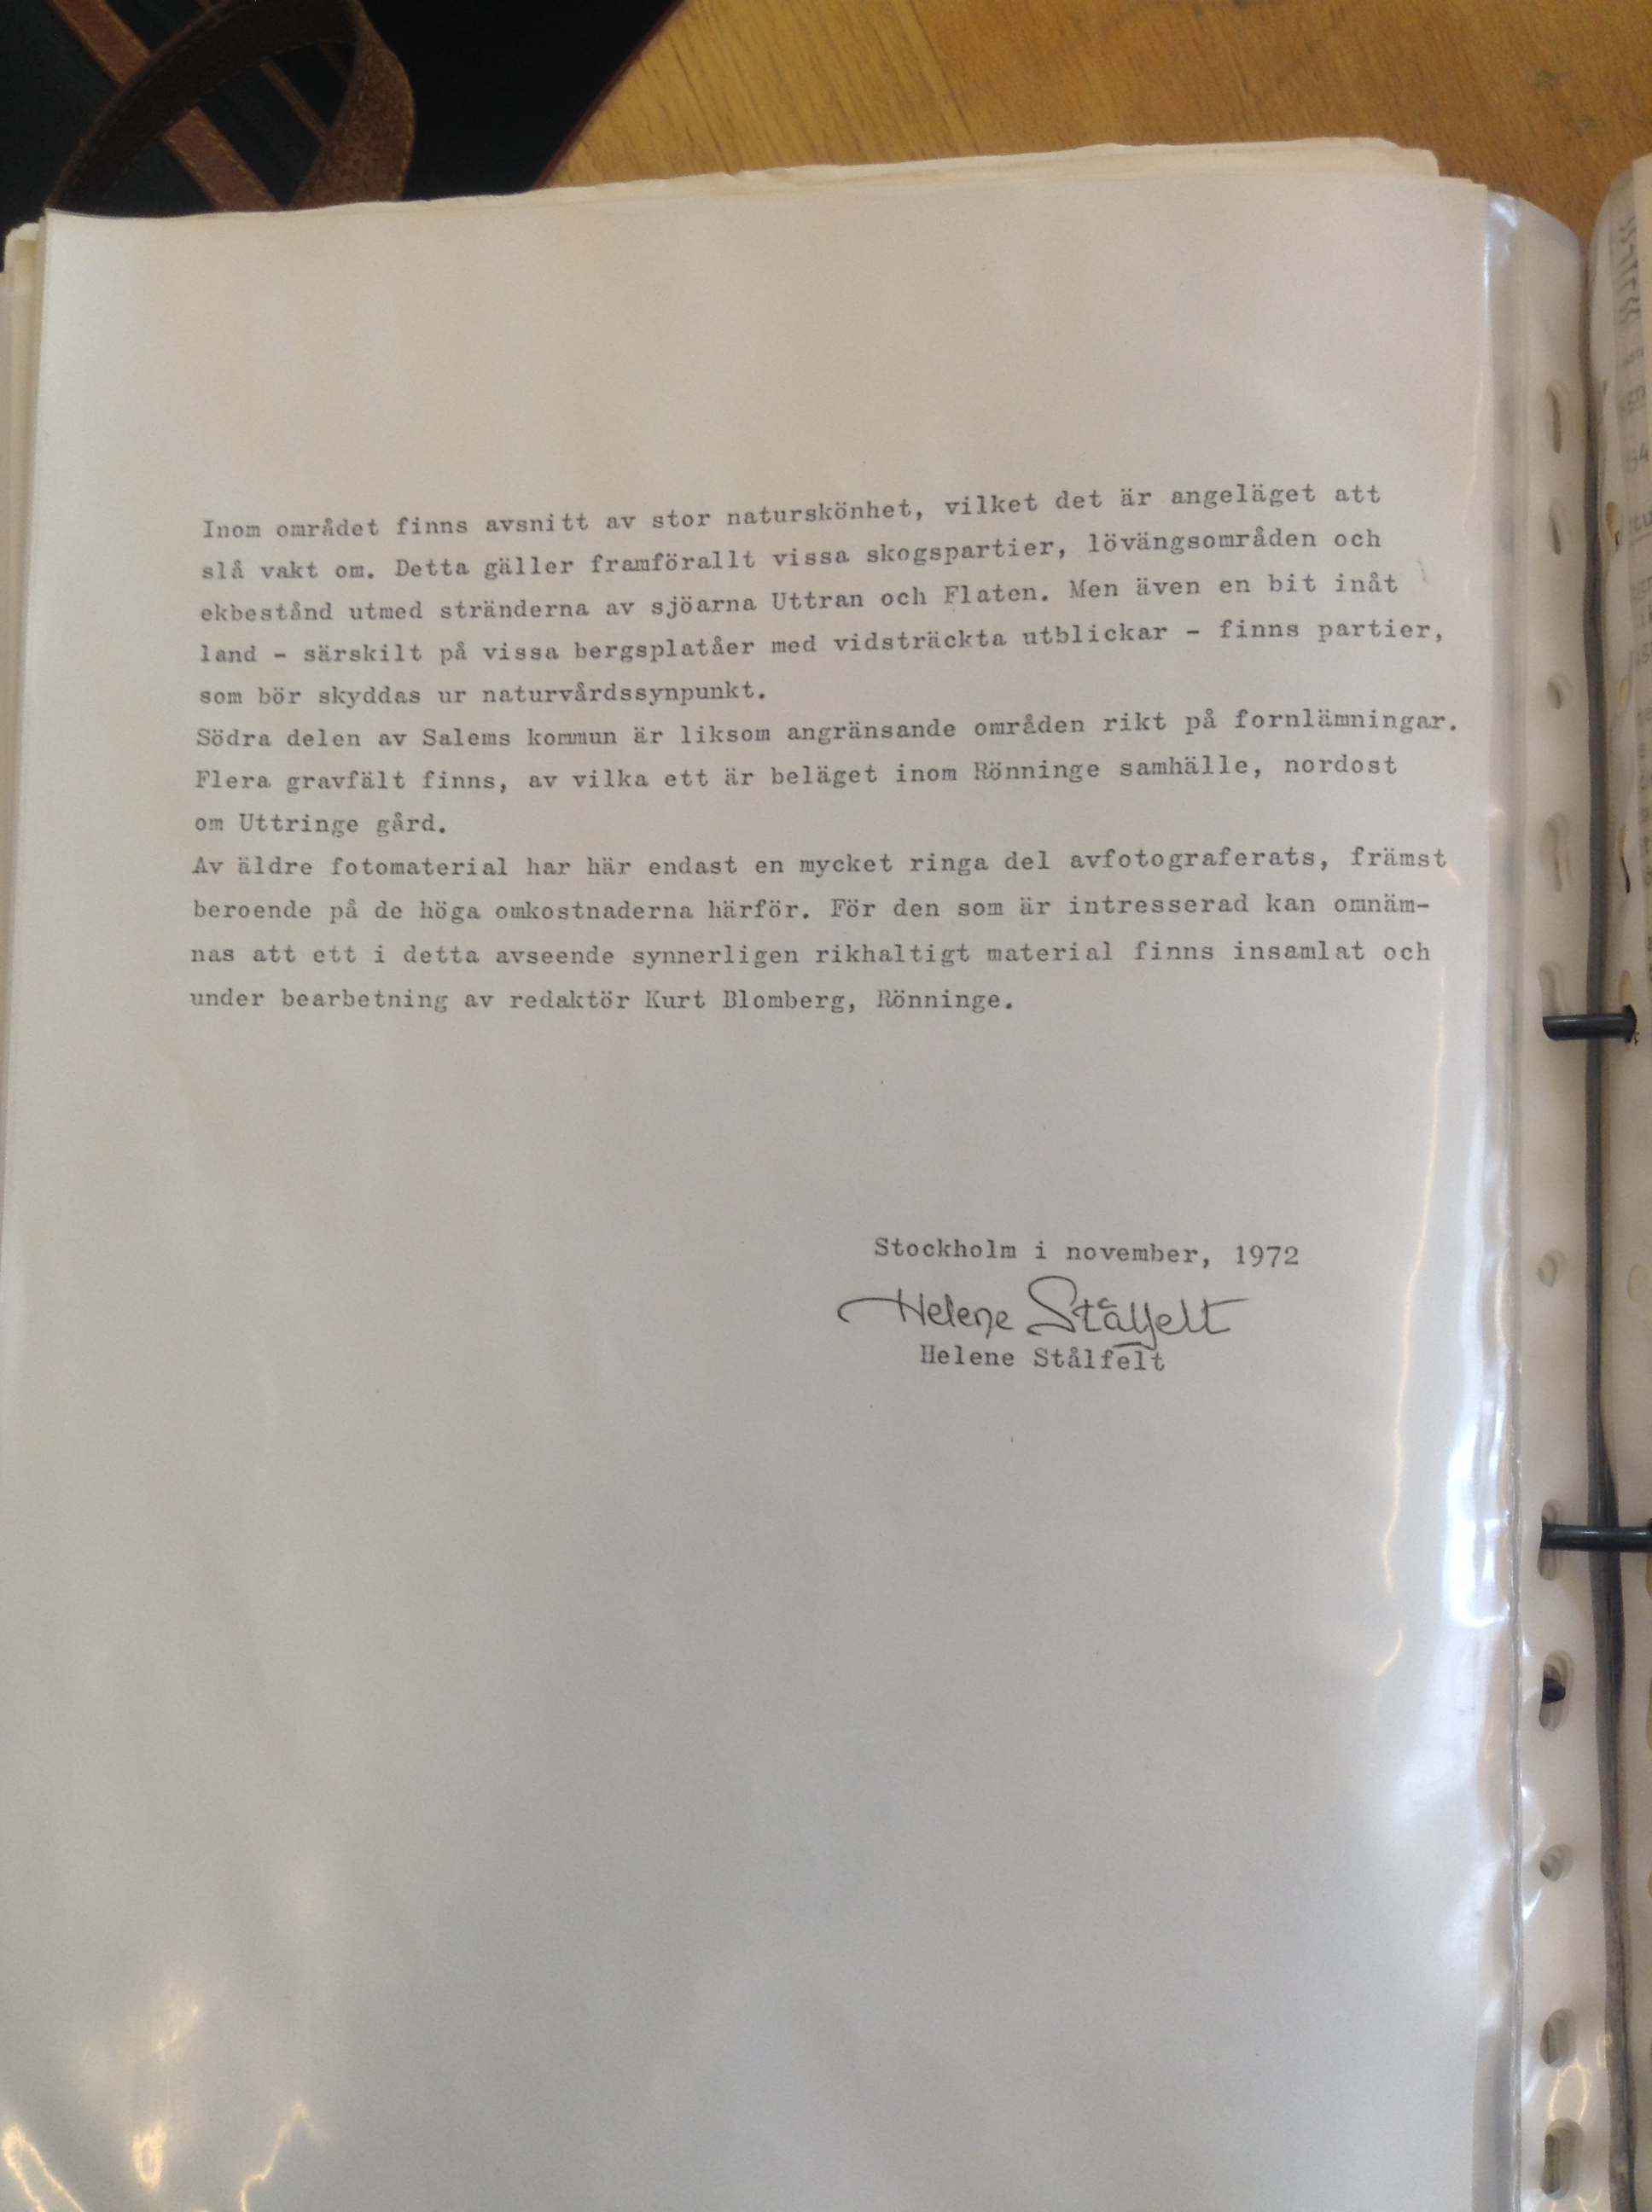 Inom området finns avsnitt av stor naturskönhet, vilket det är angeläget att
slå vakt om. Detta gäller framförallt vissa skogspartier, lövängsområden och
ekbestånd utmed stränderna av sjöarna Uttran och Flaten. Men även en bit inåt
land - särskilt på vissa bergsplatåer med vidsträckta utblickar - finns partier,
som bör skyddas ur naturvårdssynpunkt.
Södra delen av Salems kommun är liksom angränsande områden rikt på fornlämningar.
Flera gravfält finns, av vilka ett är beläget inom Rönninge samhälle, nordost
om Uttringe gård.
Av äldre fotomaterial har här endast en mycket ringa del avfotograferats, främst
beroende på de höga omkostnaderna härför. För den som är intresserad kan omnäm-
nas att ett i detta avseende synnerligen rikhaltigt material finns insamlat och
under bearbetning av redaktör Kurt Blomberg, Rönninge.
Stockholm i november, 1972
Helene Stålfelt
Helene Stålfelt